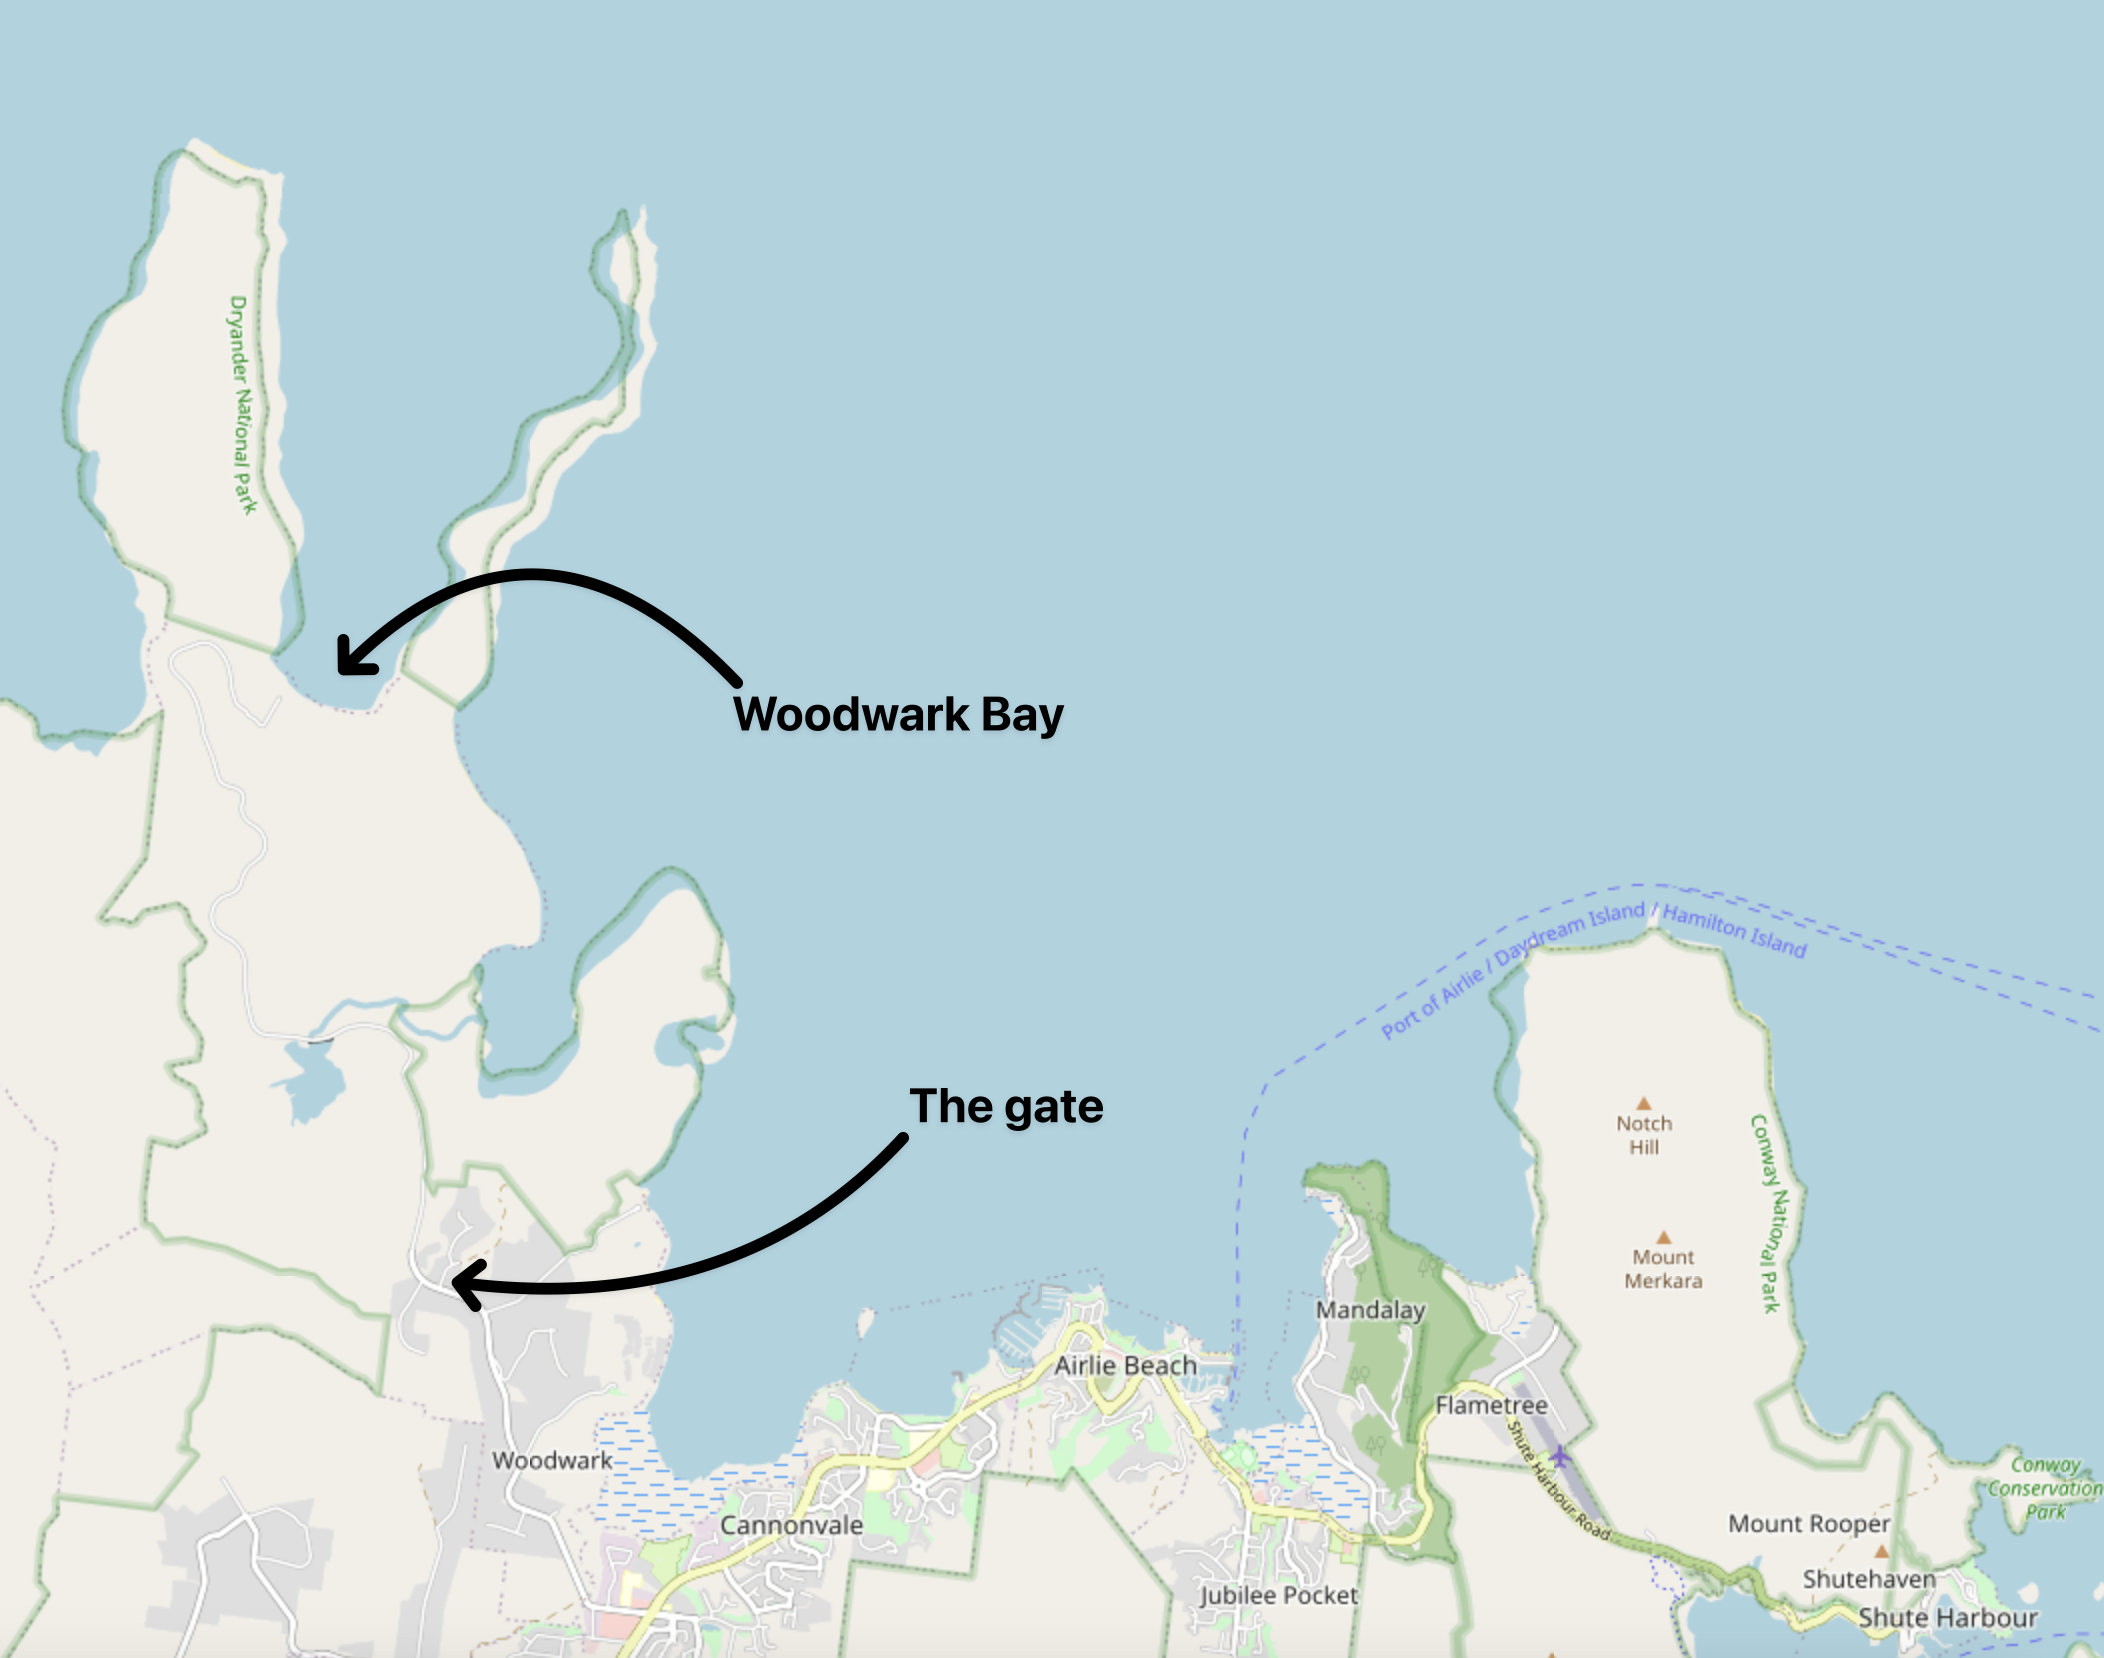 Dryander National Park
Woodwark Bay
Port of Airlie / Daydream Island / Hamilton Island
The gate
Notch
Hill
Conway National Park
Mount
Merkara
Mandalay
Airlie Beach
Flametree
Shute Harbour Road
Woodwark
Conway
Conservation
Park
Cannonvale
Mount Rooper
Shutehaven
Jubilee Pocket
Shute Harbour